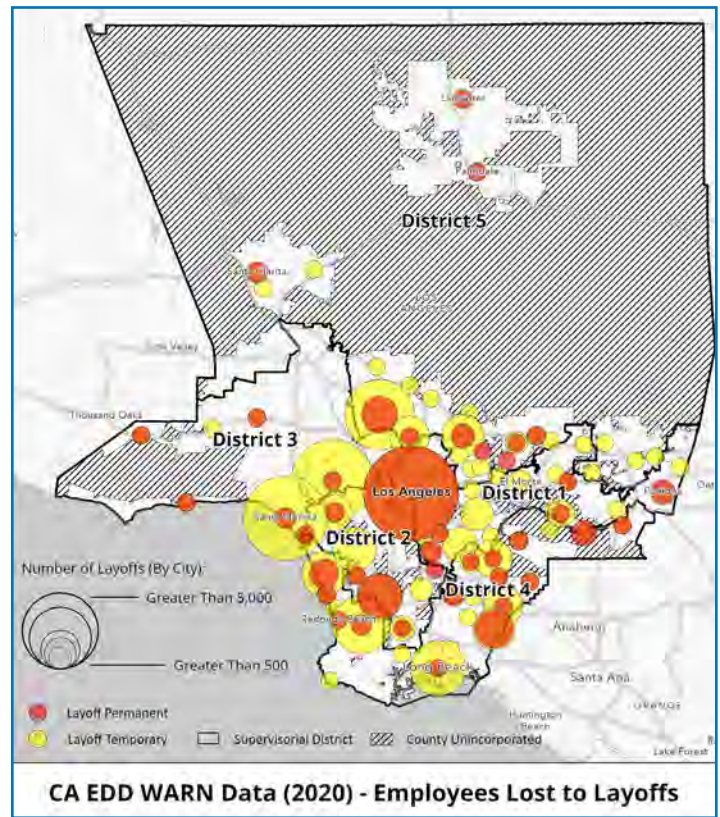 Lancaster
Palmdale
District 5
Santa Clarita
LOS
ANGELES
Simi Valley
Thousand Oaks
District 3
El Monte
Los Angeles
District 1
Pomona
Santa Monica
District 2
Number of Layoffs (By City)
Greater Than 5,000
District 4
Redondo Beach
Anaheim
Greater Than 500
Long Beach
Santa Ana
ORANGE
Layoff Permanent
Huntington
Beach
Layoff Temporary
Supervisorial District
County Unincorporated
Lake Forest
CA EDD WARN Data (2020) - Employees Lost to Layoffs